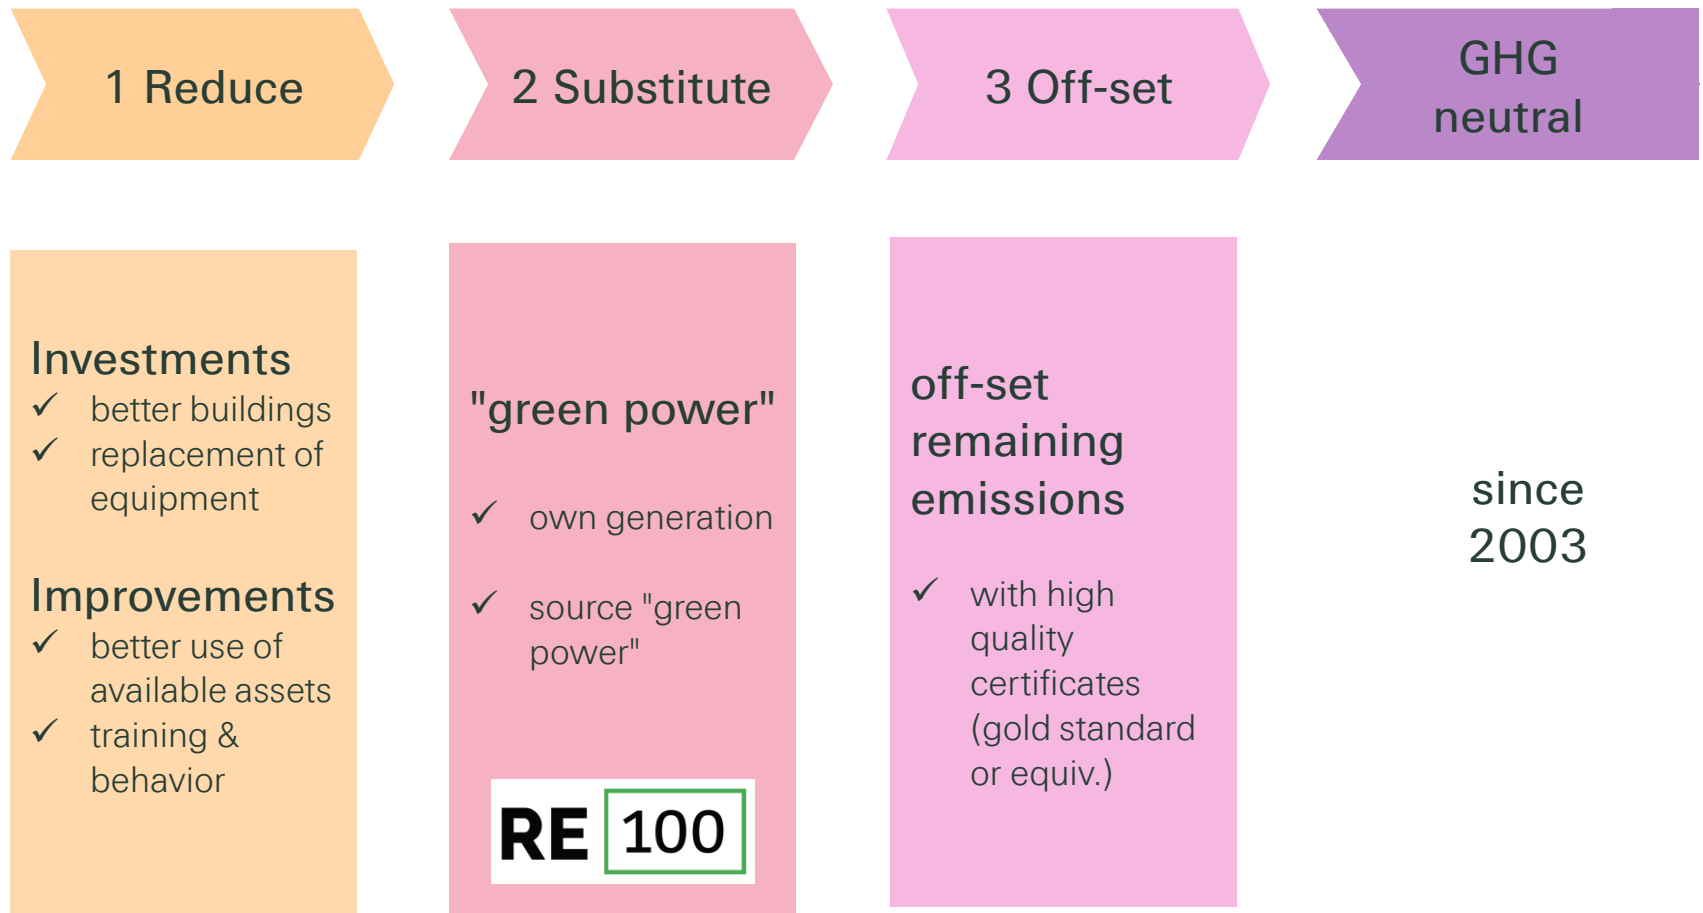 1 Reduce
2 Substitute
3 Off-set
GHG
neutral
Investments
✓ better buildings
✓ replacement of
equipment
Improvements
✓ better use of
available assets
✓ training &
behavior
"green power"
✓ own generation
✓ source "green
power"
RE 100
off-set
remaining
emissions
✓ with high
quality
certificates
(gold standard
or equiv.)
since
2003